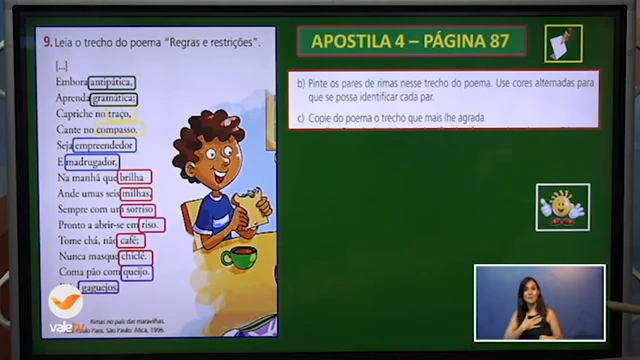 9. Leia o trecho do poema “Regras e restrições”.
[...]
Embora antipática,
Aprenda gramática;
Capriche no traço,
Cante no compasso.
Seja empreendedor
E madrugador,
Na manhã que brilha
Ande umas seis milhas,
Sempre com um sorriso
Pronto a abrir-se em riso.
Tome chá, não café;
Nunca masque chiclé.
Coma pão com queijo.
gaguejos.
Rimas no país das maravilhas.
Paulo Paes. São Paulo: Ática, 1996.
vale tv
APOSTILA 4 – PÁGINA 87
b) Pinte os pares de rimas nesse trecho do poema. Use cores alternadas para
que se possa identificar cada par.
c) Copie do poema o trecho que mais lhe agrada